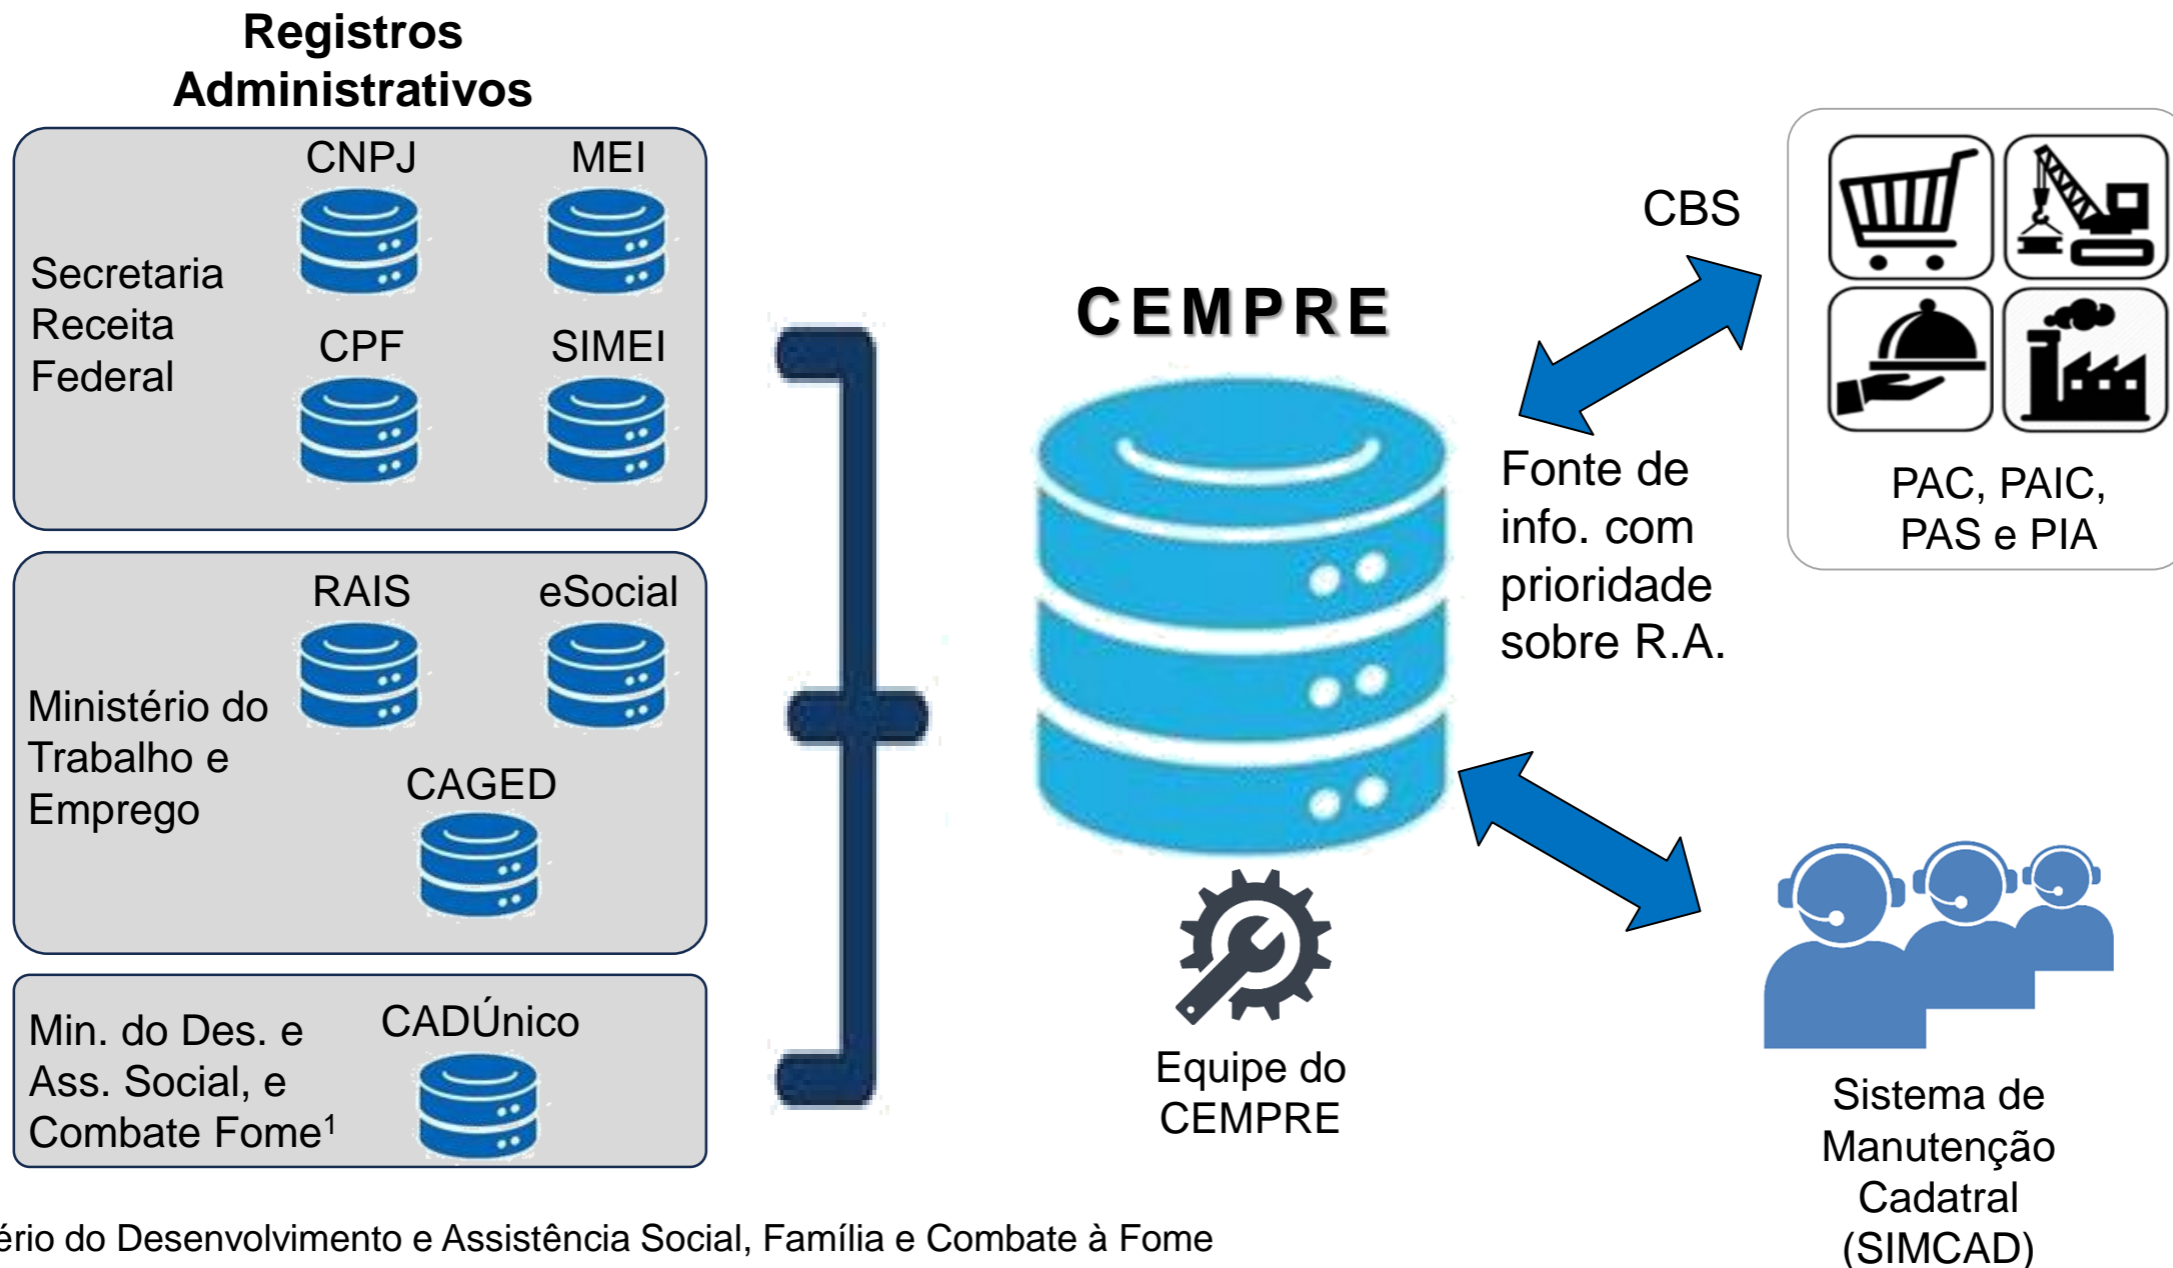 Registros
Administrativos
CNPJ
MEI
Secretaria
Receita
Federal
CPF
SIMEI
RAIS
eSocial
Ministério do
Trabalho e
Emprego
CAGED
Min. do Des. e
Ass. Social, e
Combate Fome¹
CADÚnico
CEMPRE
Equipe do
CEMPRE
CBS
Fonte de
info. com
prioridade
sobre R.A.
PAC, PAIC,
PAS e PIA
Sistema de
Manutenção
Cadatral
(SIMCAD)
ério do Desenvolvimento e Assistência Social, Família e Combate à Fome